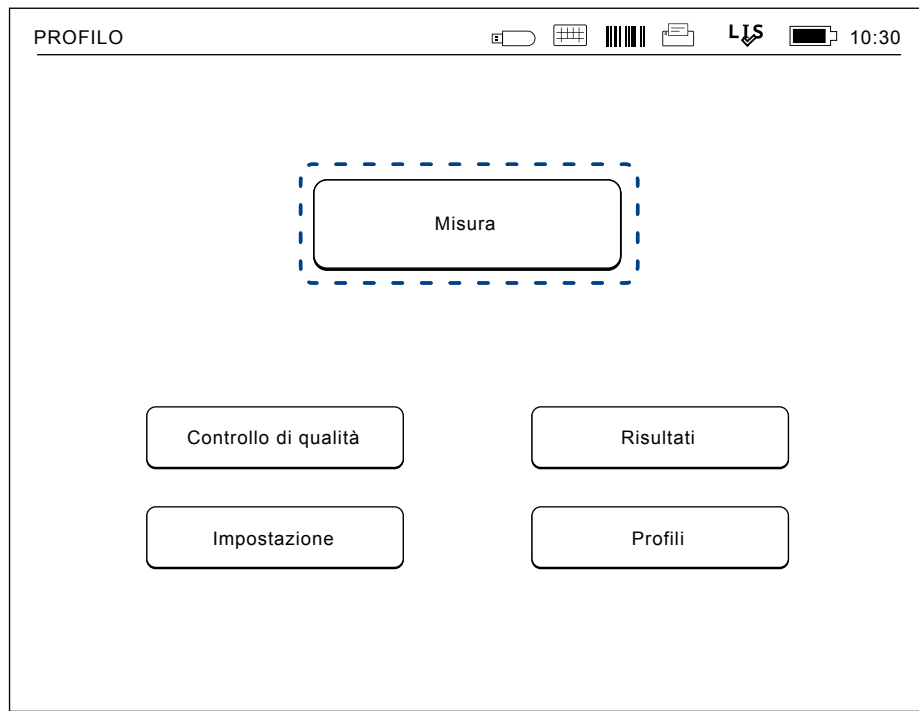 PROFILO LIS 10:30
Misura
Controllo di qualità Risultati
Impostazione Profili